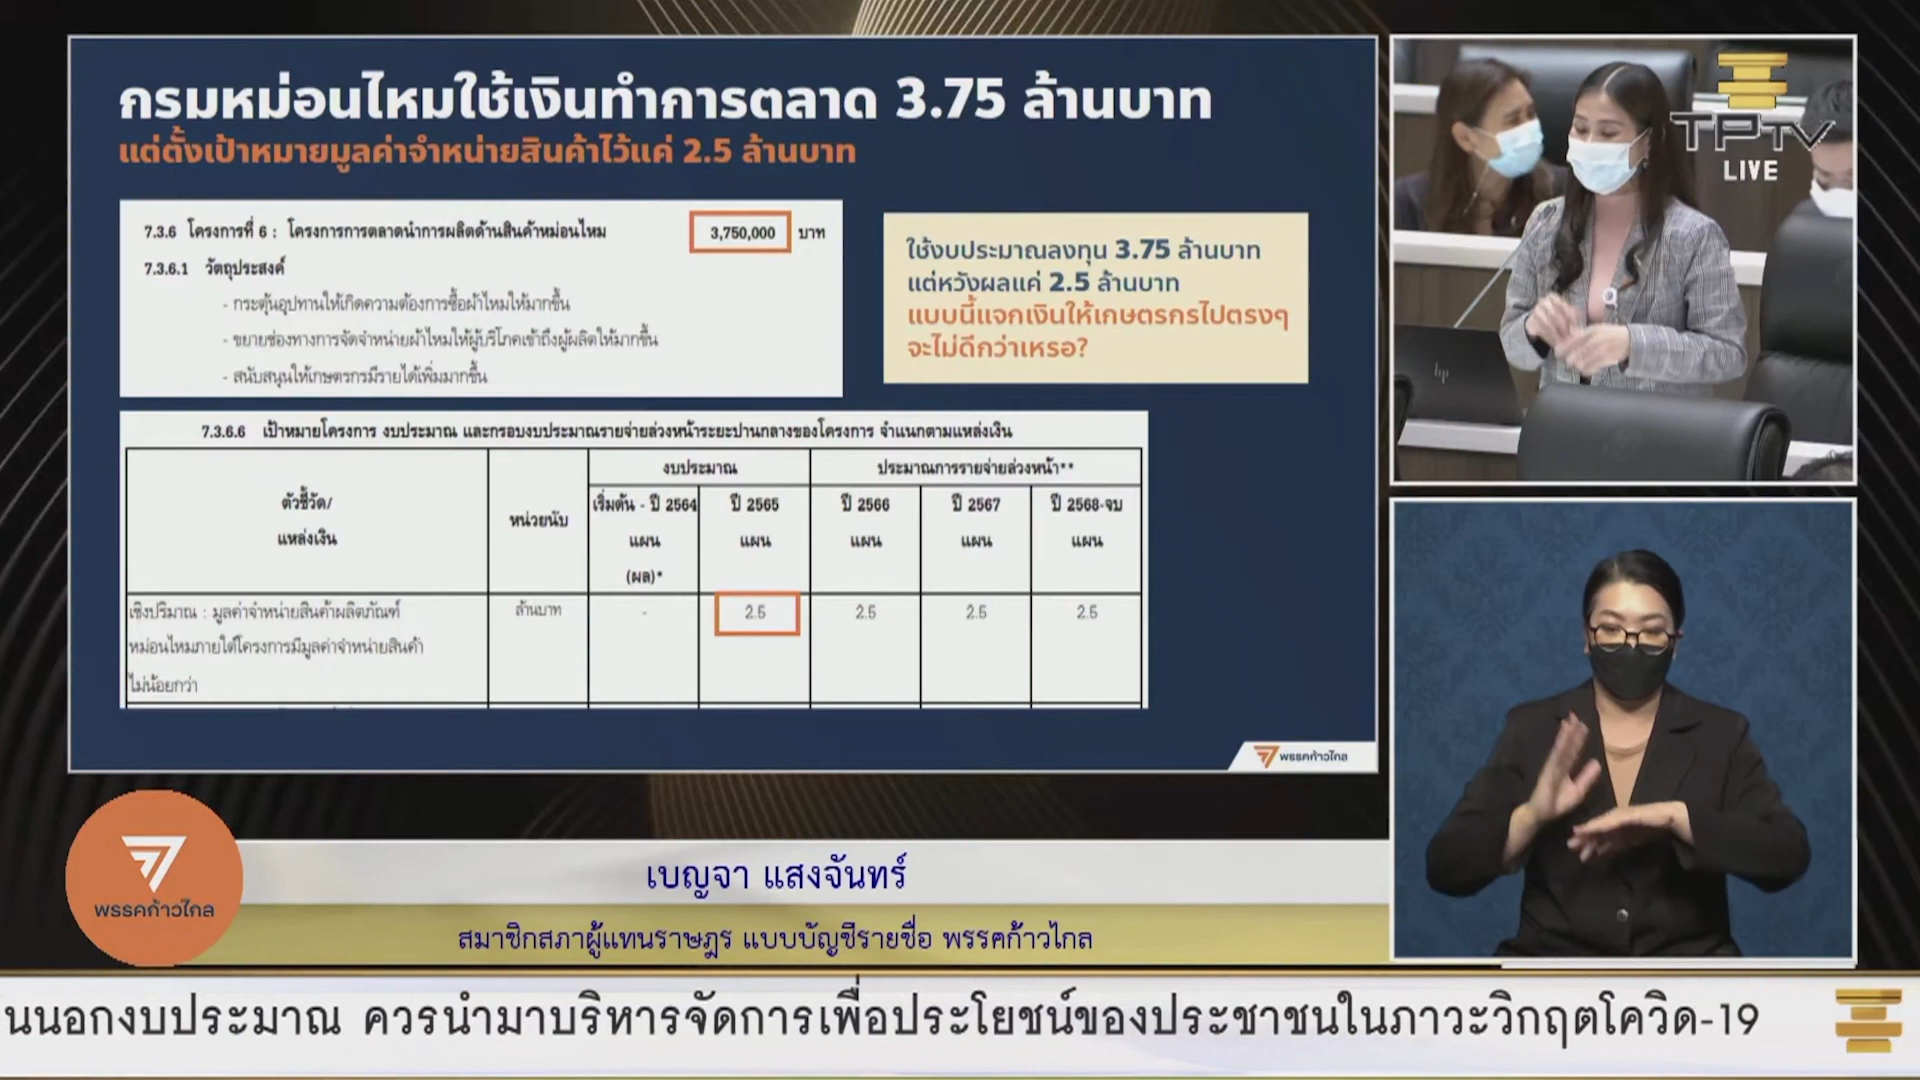 กรมหม่อนไหมใช้เงินทำการตลาด 3.75 ล้านบาท
แต่ตั้งเป้าหมายมูลค่าจำหน่ายสินค้าไว้แค่ 2.5 ล้านบาท
7.3.6 โครงการที่ 6 : โครงการการตลาดนำการผลิตด้านสินค้าหม่อนไหม 3,750,000 บาท
7.3.6.1 วัตถุประสงค์
- กระตุ้นอุปทานให้เกิดความต้องการซื้อผ้าไหมให้มากขึ้น
- ขยายช่องทางการจัดจำหน่ายผ้าไหมให้ผู้บริโภคเข้าถึงผู้ผลิตให้มากขึ้น
- สนับสนุนให้เกษตรกรมีรายได้เพิ่มมากขึ้น
ใช้งบประมาณลงทุน 3.75 ล้านบาท
แต่หวังผลแค่ 2.5 ล้านบาท
แบบนี้แจกเงินให้เกษตรกรไปตรงๆ
จะไม่ดีกว่าเหรอ?
7.3.6.6 เป้าหมายโครงการ งบประมาณ และกรอบงบประมาณรายจ่ายล่วงหน้าระยะปานกลางของโครงการ จำแนกตามแหล่งเงิน
ตัวชี้วัด/
แหล่งเงิน
หน่วยนับ
งบประมาณ
ประมาณการรายจ่ายล่วงหน้า**
เริ่มต้น - ปี 2564 ปี 2565 ปี 2566 ปี 2567 ปี 2568-จบ
แผน แผน แผน แผน แผน
(ผล)*
เชิงปริมาณ : มูลค่าจำหน่ายสินค้าผลิตภัณฑ์ ล้านบาท - 2.5 2.5 2.5 2.5
หม่อนไหมภายใต้โครงการมีมูลค่าจำหน่ายสินค้า
ไม่น้อยกว่า
พรรคก้าวไกล
TPTV
LIVE
hp
พรรคก้าวไกล
เบญจา แสงจันทร์
สมาชิกสภาผู้แทนราษฎร แบบบัญชีรายชื่อ พรรคก้าวไกล
นนอกงบประมาณ ควรนำมาบริหารจัดการเพื่อประโยชน์ของประชาชนในภาวะวิกฤตโควิด-19